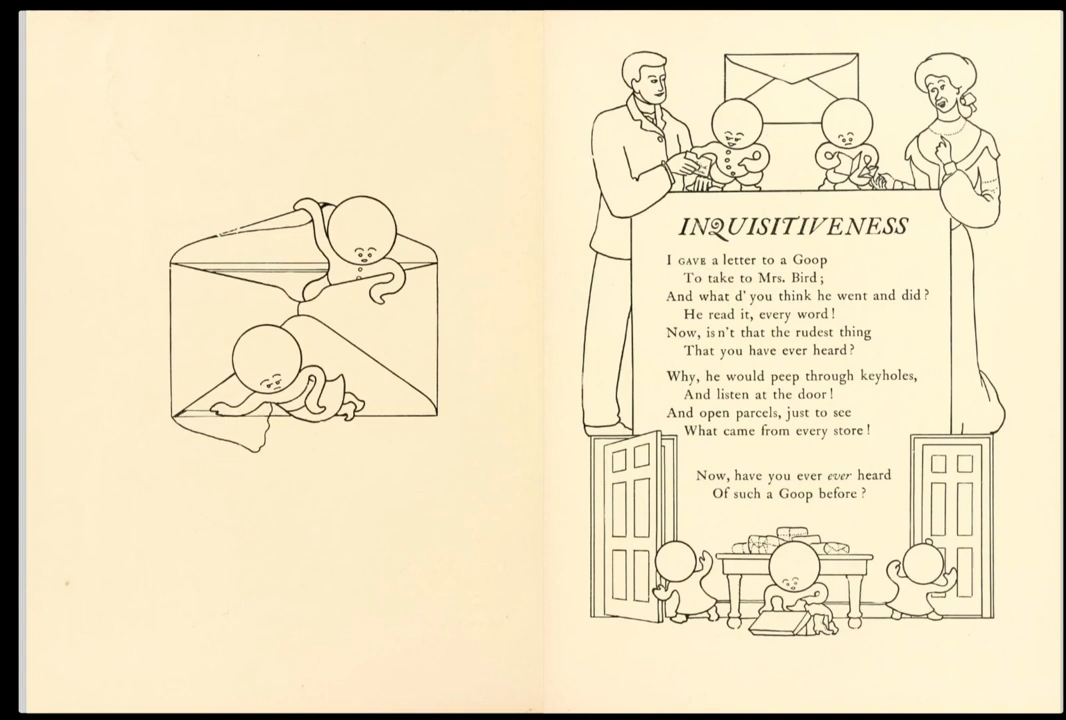 INQUISITIVENESS
I GAVE a letter to a Goop
To take to Mrs. Bird;
And what d'you think he went and did?
He read it, every word!
Now, isn't that the rudest thing
That you have ever heard?
Why, he would peep through keyholes,
And listen at the door!
And open parcels, just to see
What came from every store!
Now, have you ever ever heard
Of such a Goop before?